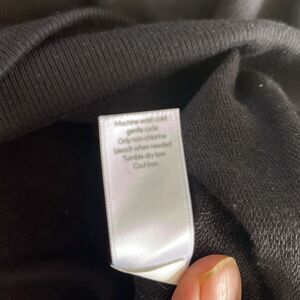 Machine wash cold
gentle cycle
Only non-chlorine
bleach when needed
Tumble dry low
Cool iron